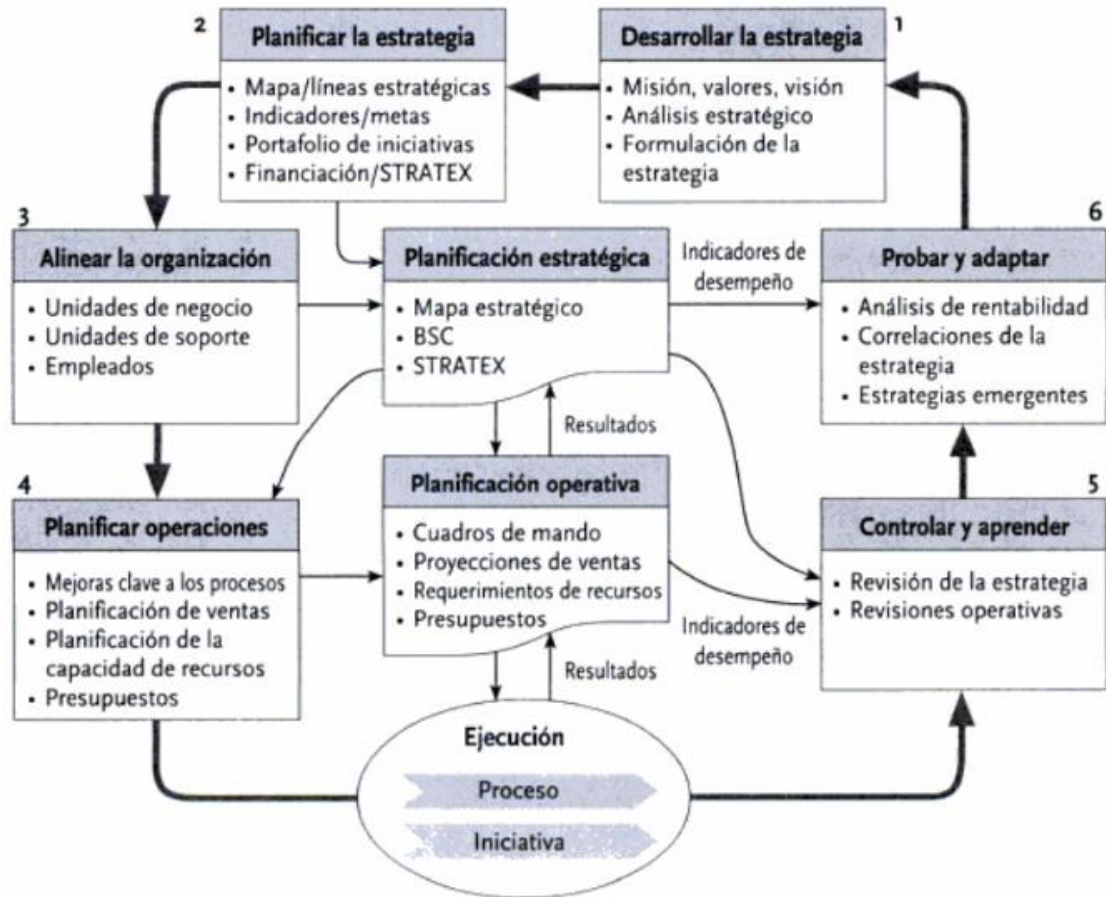 2
Planificar la estrategia
• Mapa/líneas estratégicas
• Indicadores/metas
• Portafolio de iniciativas
• Financiación/STRATEX
1
Desarrollar la estrategia
• Misión, valores, visión
• Análisis estratégico
• Formulación de la
estrategia
3
Alinear la organización
• Unidades de negocio
• Unidades de soporte
• Empleados
Planificación estratégica
• Mapa estratégico
• BSC
• STRATEX
Indicadores de
desempeño
6
Probar y adaptar
• Análisis de rentabilidad
• Correlaciones de la
estrategia
• Estrategias emergentes
Resultados
4
Planificar operaciones
• Mejoras clave a los procesos
• Planificación de ventas
• Planificación de la
capacidad de recursos
• Presupuestos
Planificación operativa
• Cuadros de mando
• Proyecciones de ventas
• Requerimientos de recursos
• Presupuestos
Indicadores de
desempeño
5
Controlar y aprender
• Revisión de la estrategia
• Revisiones operativas
Resultados
Ejecución
Proceso
Iniciativa